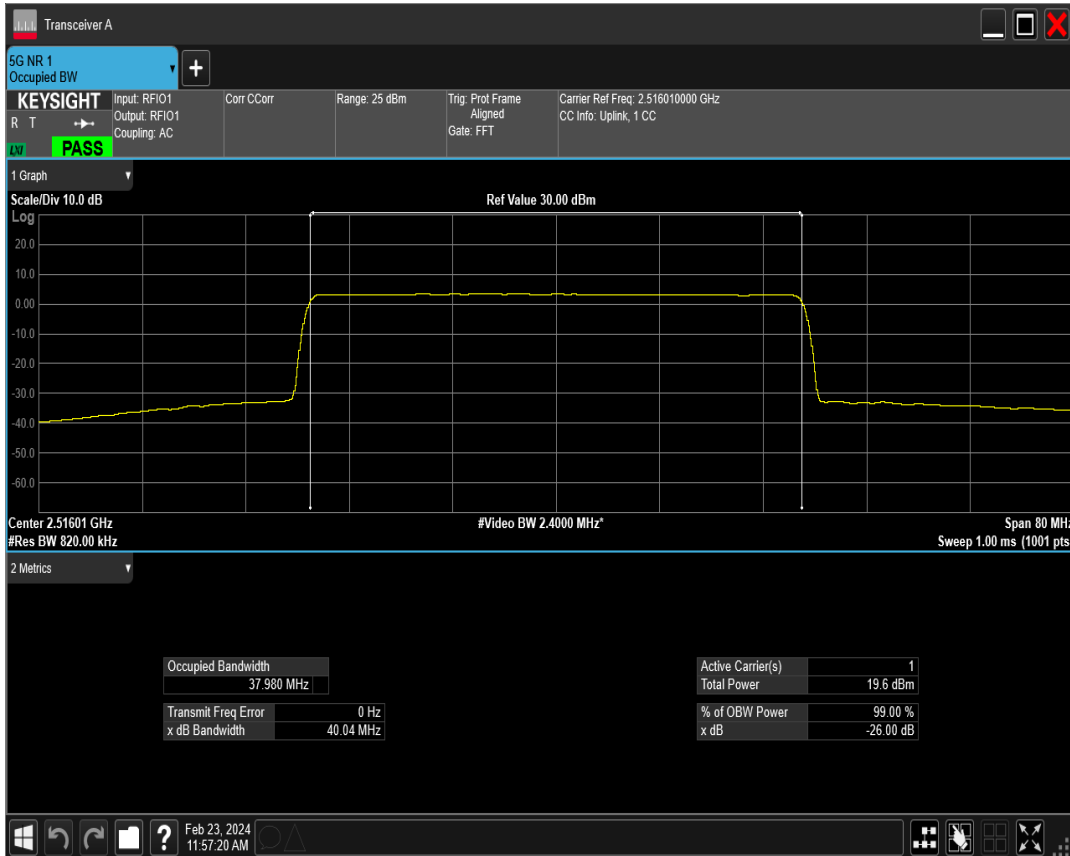 Transceiver A
5G NR 1
Occupied BW
+
KEYSIGHT
R T
LXI
PASS
Input: RFIO1
Output: RFIO1
Coupling: AC
Corr CCorr
Range: 25 dBm
Trig: Prot Frame
Aligned
Gate: FFT
Carrier Ref Freq: 2.516010000 GHz
CC Info: Uplink, 1 CC
1 Graph
Scale/Div 10.0 dB
Ref Value 30.00 dBm
Log
20.0
10.0
0.00
-10.0
-20.0
-30.0
-40.0
-50.0
-60.0
Center 2.51601 GHz
#Video BW 2.4000 MHz*
Span 80 MHz
#Res BW 820.00 kHz
Sweep 1.00 ms (1001 pts
2 Metrics
Occupied Bandwidth
37.980 MHz
Transmit Freq Error 0 Hz
x dB Bandwidth 40.04 MHz
Active Carrier(s) 1
Total Power 19.6 dBm
% of OBW Power 99.00 %
x dB -26.00 dB
?
Feb 23, 2024
11:57:20 AM